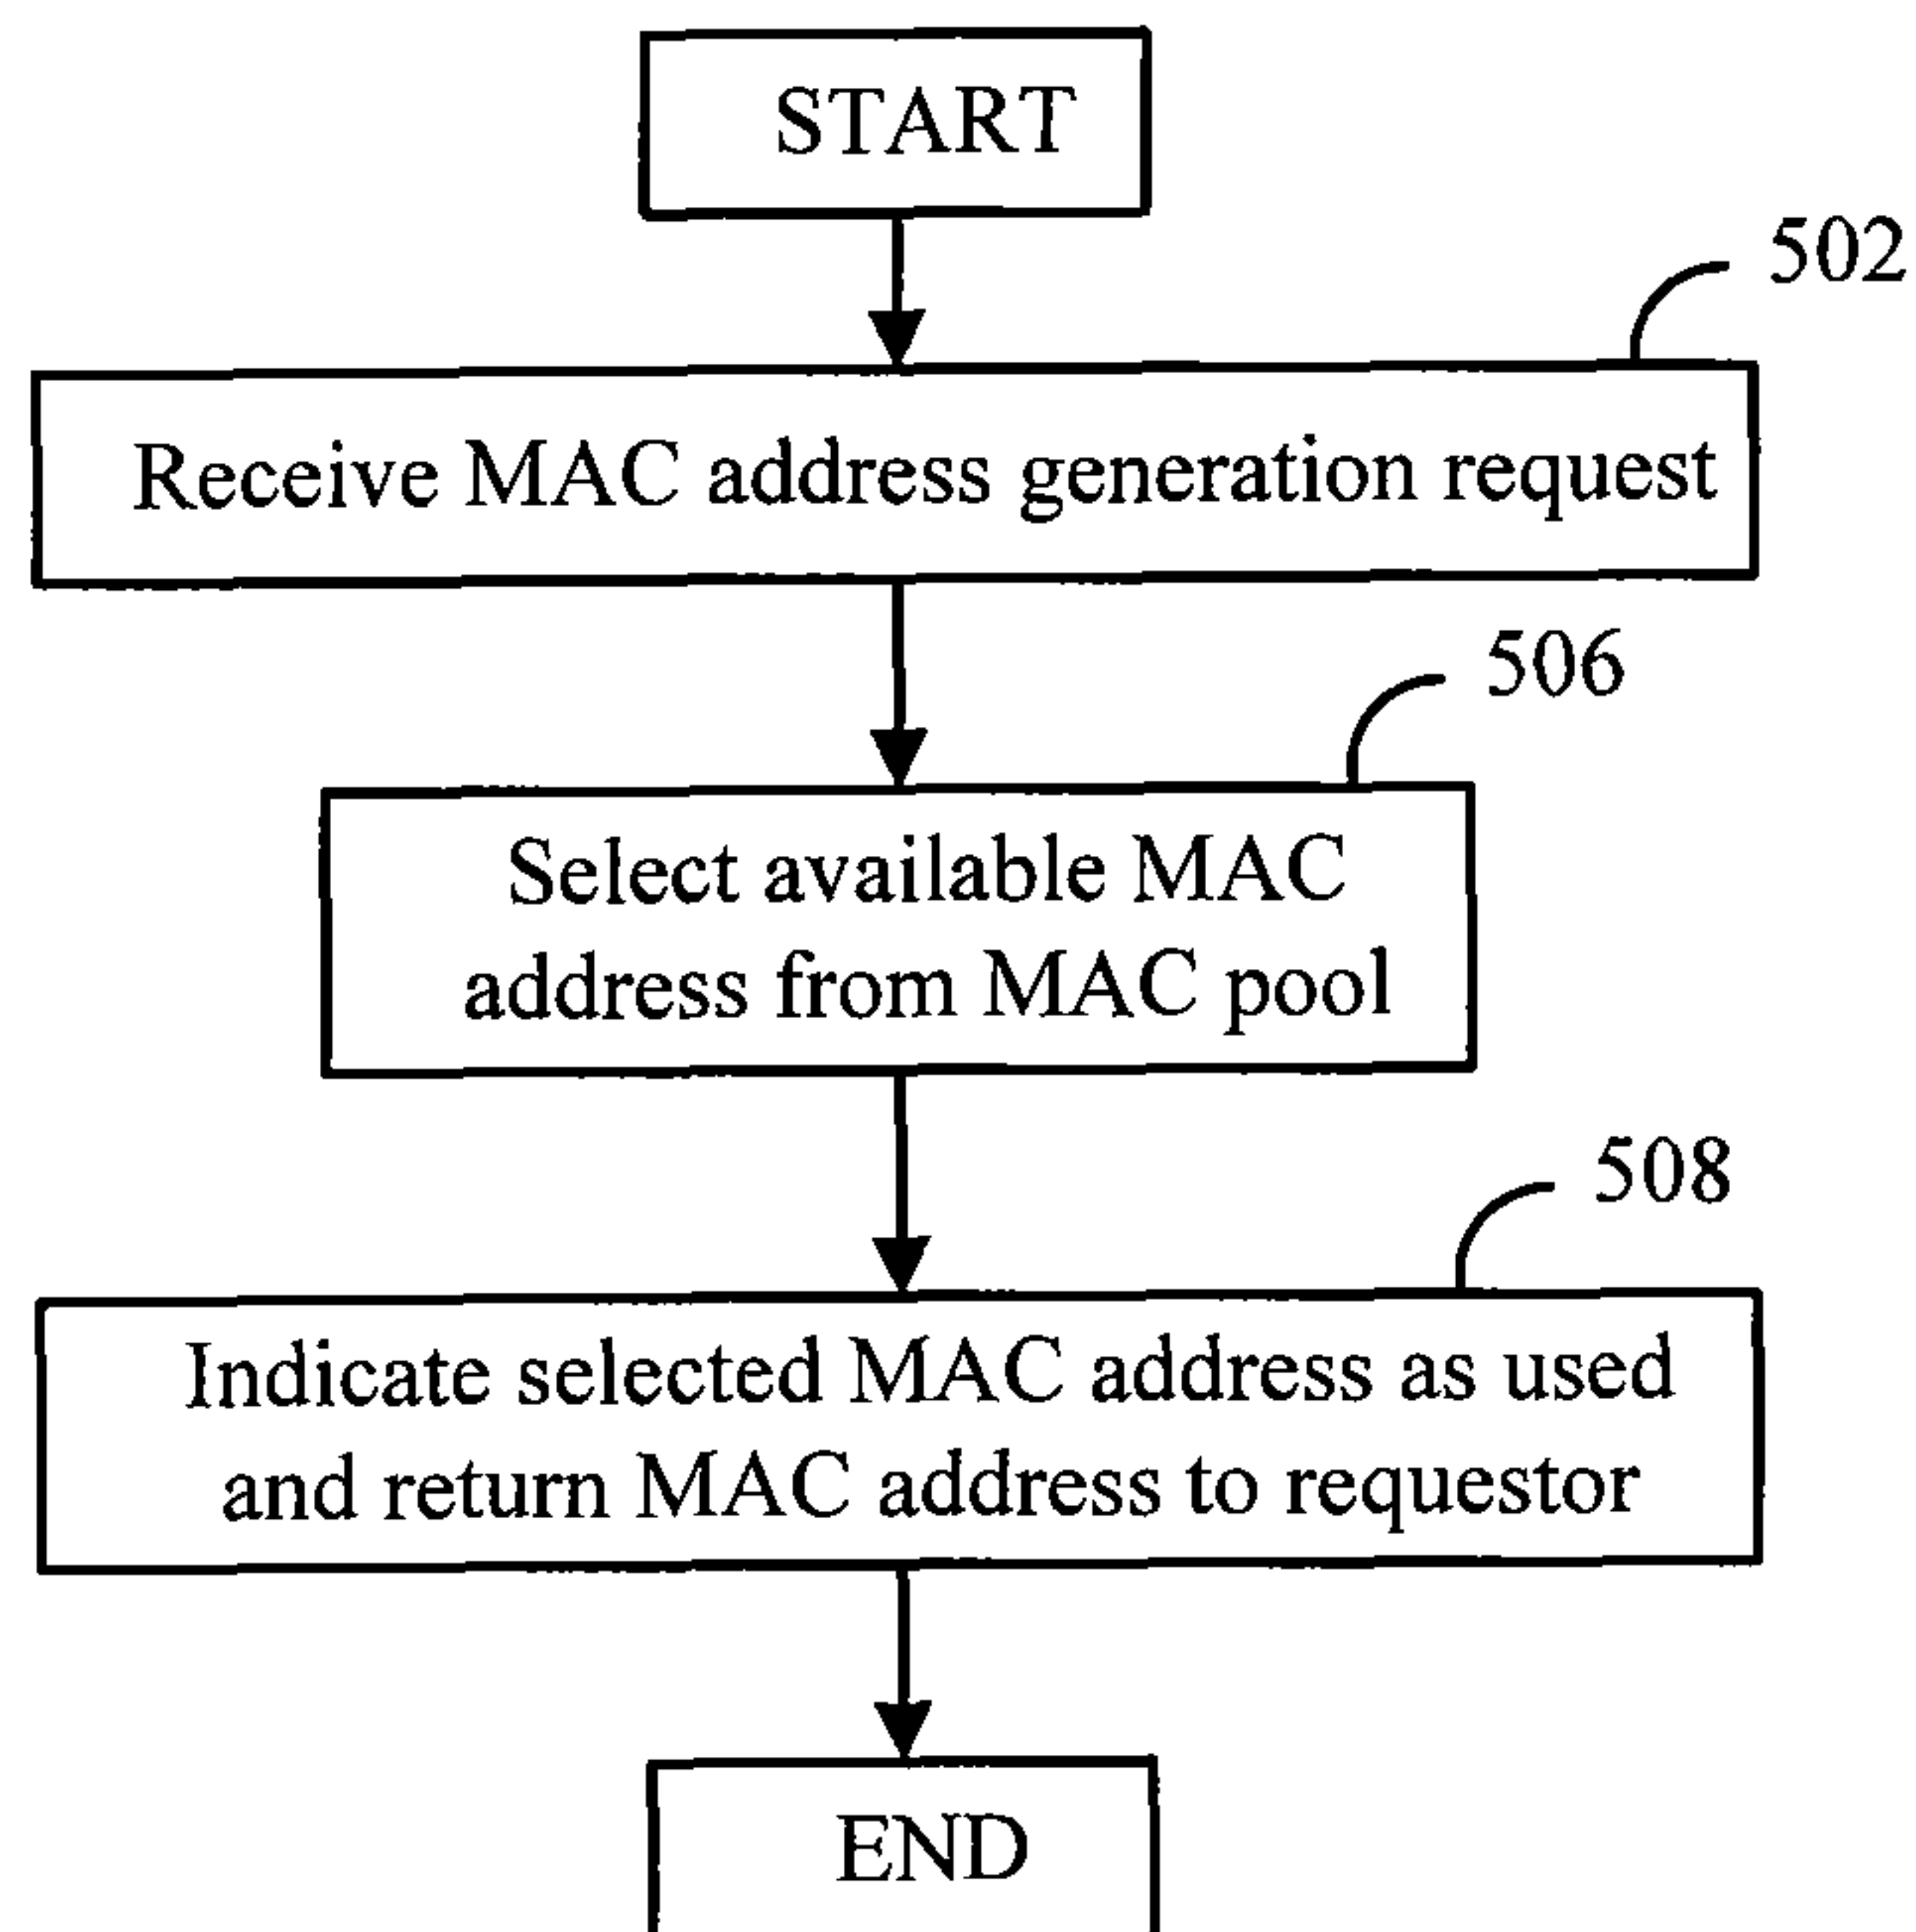 START
502
Receive MAC address generation request
506
Select available MAC
address from MAC pool
508
Indicate selected MAC address as used
and return MAC address to requestor
END